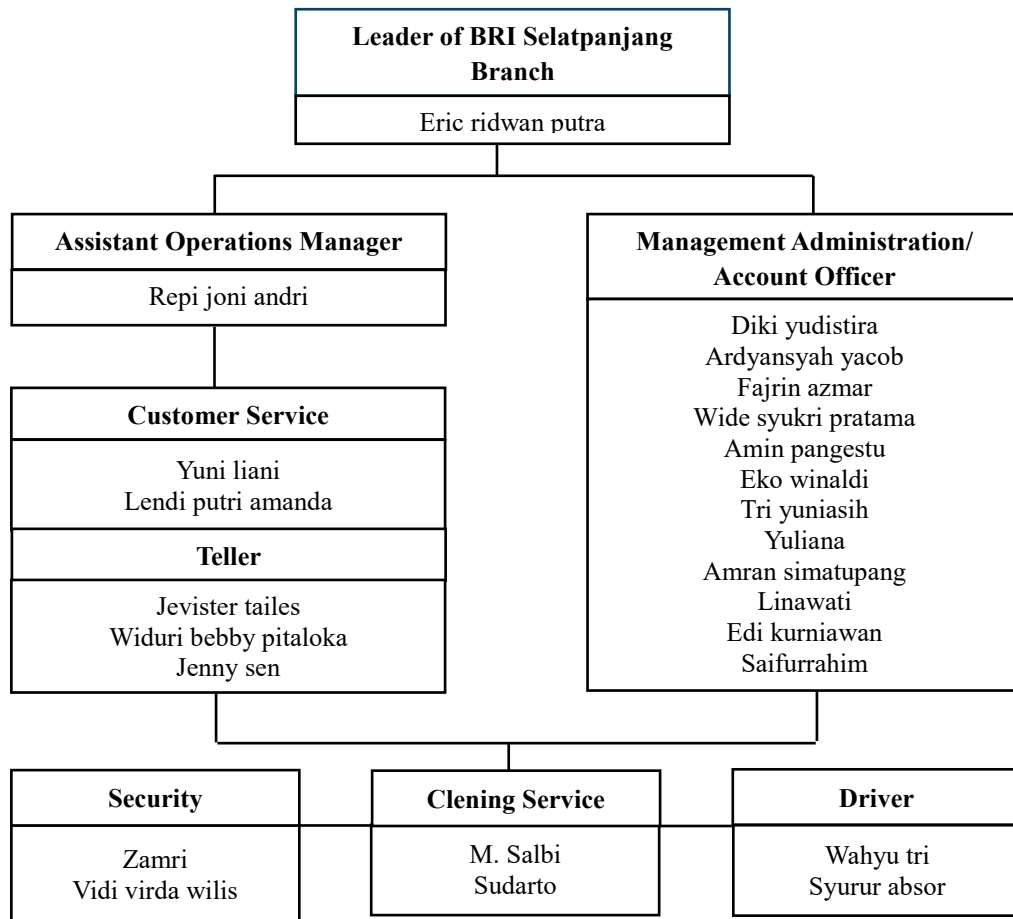 Leader of BRI Selatpanjang
Branch
Eric ridwan putra
Assistant Operations Manager
Repi joni andri
Management Administration/
Account Officer
Diki yudistira
Ardyansyah yacob
Fajrin azmar
Wide syukri pratama
Amin pangestu
Eko winaldi
Tri yuniasih
Yuliana
Amran simatupang
Linawati
Edi kurniawan
Saifurrahim
Customer Service
Yuni liani
Lendi putri amanda
Teller
Jevister tailes
Widuri bebby pitaloka
Jenny sen
Security
Zamri
Vidi virda wilis
Clening Service
M. Salbi
Sudarto
Driver
Wahyu tri
Syurur absor